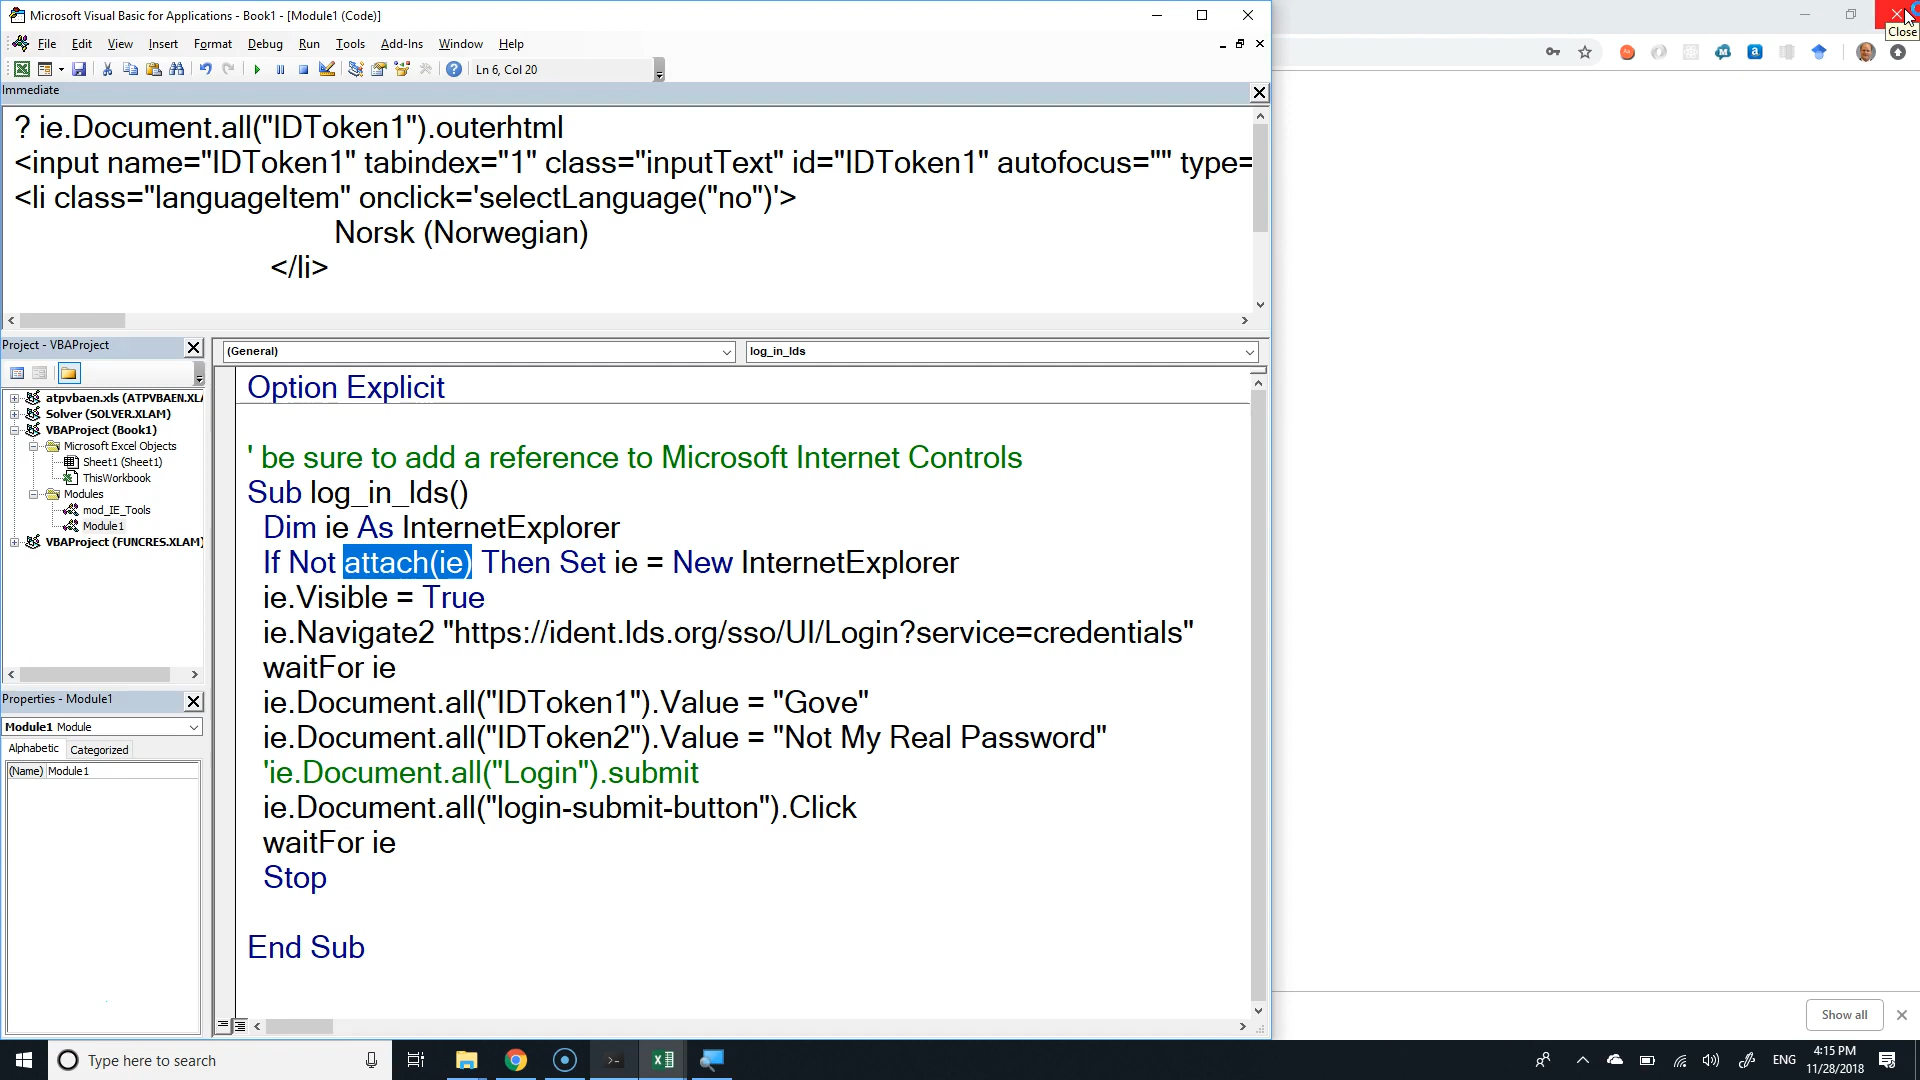 Microsoft Visual Basic for Applications - Book1 - [Module1 (Code)]
Close
File Edit View Insert Format Debug Run Tools Add-Ins Window Help
Ln 6, Col 20
Immediate
? ie.Document.all("IDToken1").outerhtml
<input name="IDToken1" tabindex="1" class="inputText" id="IDToken1" autofocus="" type=
<li class="languageItem" onclick='selectLanguage("no")'>
Norsk (Norwegian)
</li>
Project - VBAProject
atpvbaen.xls (ATPVBAEN.XLA
Solver (SOLVER.XLAM)
VBAProject (Book1)
Microsoft Excel Objects
Sheet1 (Sheet1)
ThisWorkbook
Modules
mod_IE_Tools
Module1
VBAProject (FUNCRES.XLAM)
Properties - Module1
Module1 Module
Alphabetic Categorized
(Name) Module1
(General) log_in_lds
Option Explicit
' be sure to add a reference to Microsoft Internet Controls
Sub log_in_lds()
Dim ie As InternetExplorer
If Not attach(ie) Then Set ie = New InternetExplorer
ie.Visible = True
ie.Navigate2 "https://ident.lds.org/sso/UI/Login?service=credentials"
waitFor ie
ie.Document.all("IDToken1").Value = "Gove"
ie.Document.all("IDToken2").Value = "Not My Real Password"
'ie.Document.all("Login").submit
ie.Document.all("login-submit-button").Click
waitFor ie
Stop
End Sub
Show all
Type here to search
ENG
4:15 PM
11/28/2018